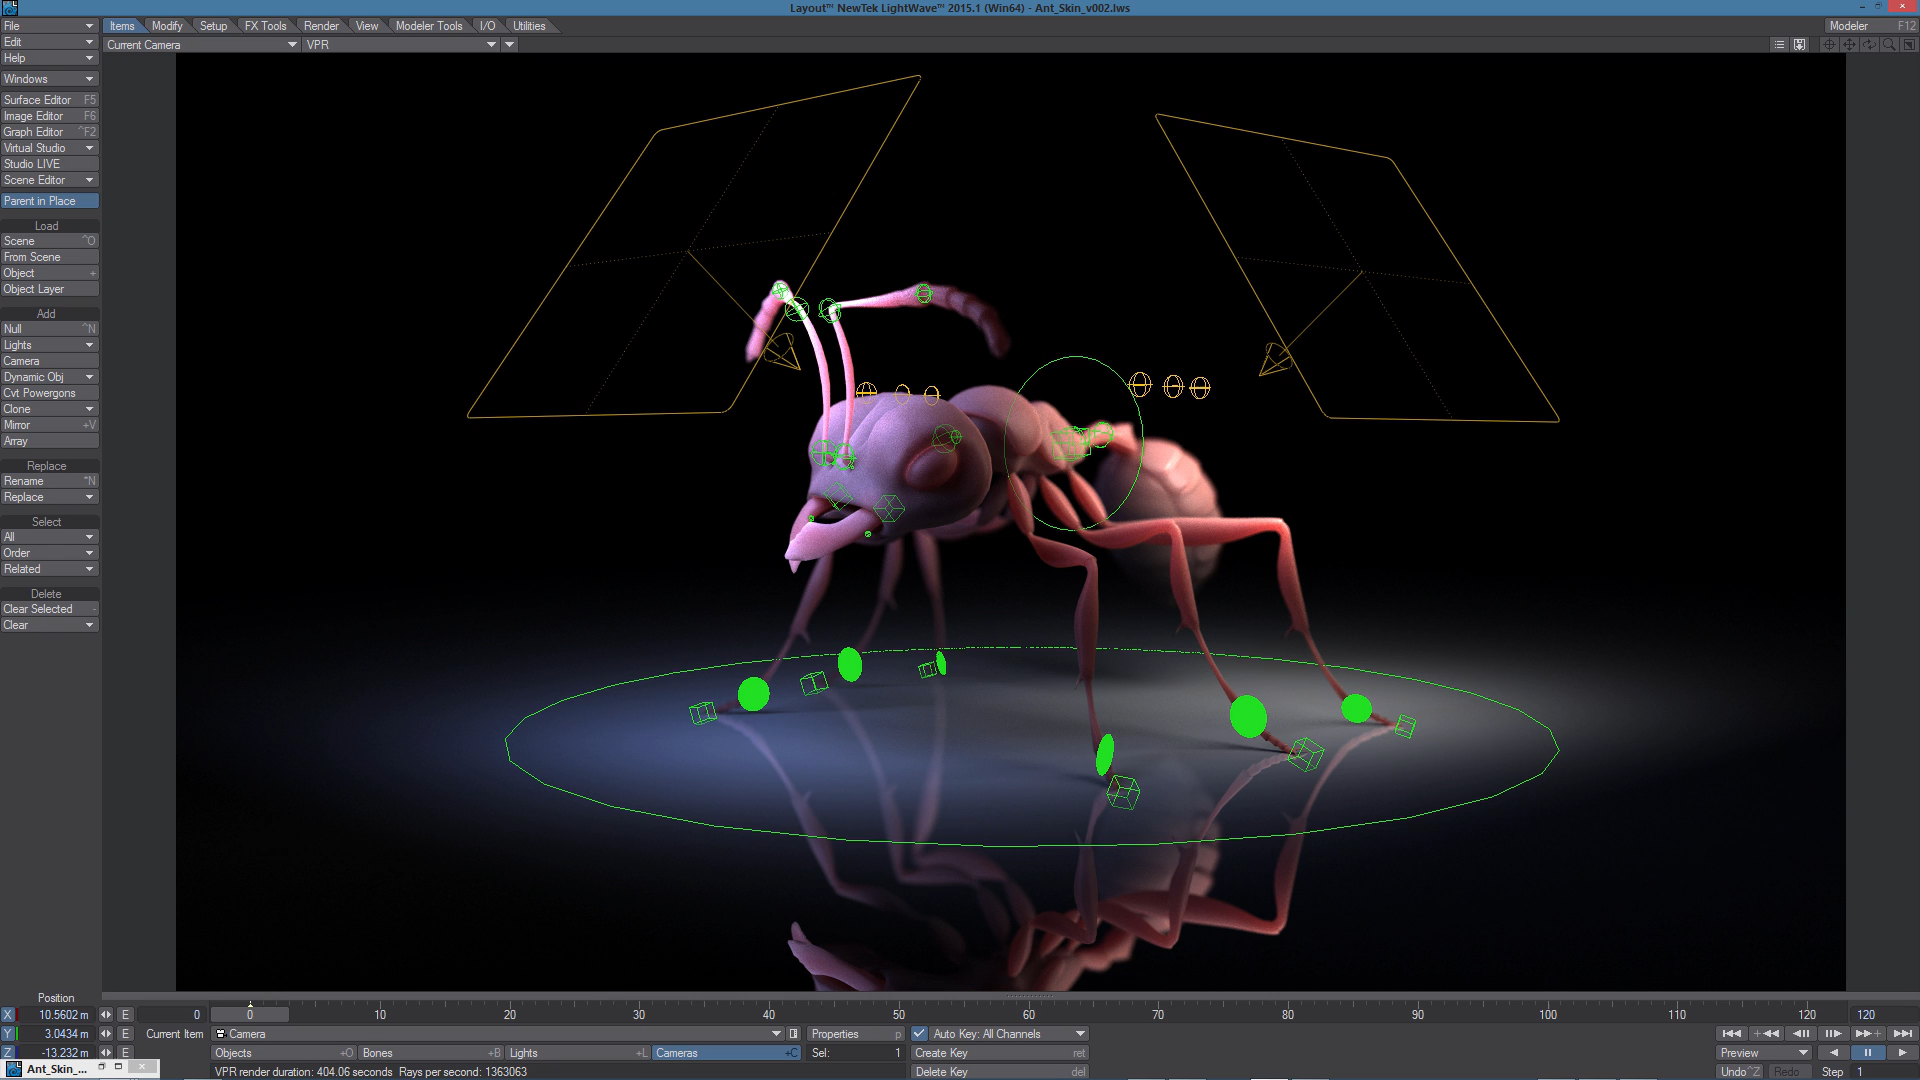 Layout™ NewTek LightWave™ 2015.1 (Win64) - Ant_Skin_v002.lws
File
Items Modify Setup FX Tools Render View Modeler Tools I/O Utilities
Modeler F12
Edit
Current Camera VPR
Help
Windows
Surface Editor F5
Image Editor F6
Graph Editor ^F2
Virtual Studio
Studio LIVE
Scene Editor
Parent in Place
Load
Scene ^O
From Scene
Object +
Object Layer
Add
Null ^N
Lights
Camera
Dynamic Obj
Cvt Powergons
Clone
Mirror +V
Array
Replace
Rename ^N
Replace
Select
All
Order
Related
Delete
Clear Selected -
Clear
Position
X 10.5602 m E 0
0 10 20 30 40 50 60 70 80 90 100 110 120 120
Y 3.0434 m E Current Item Camera Properties p Auto Key: All Channels
Z -13.232 m E Objects +O Bones +B Lights +L Cameras +C Sel: 1 Create Key ret Preview
Ant_Skin_...
VPR render duration: 404.06 seconds Rays per second: 1363063 Delete Key del Undo ^Z Redo Step 1